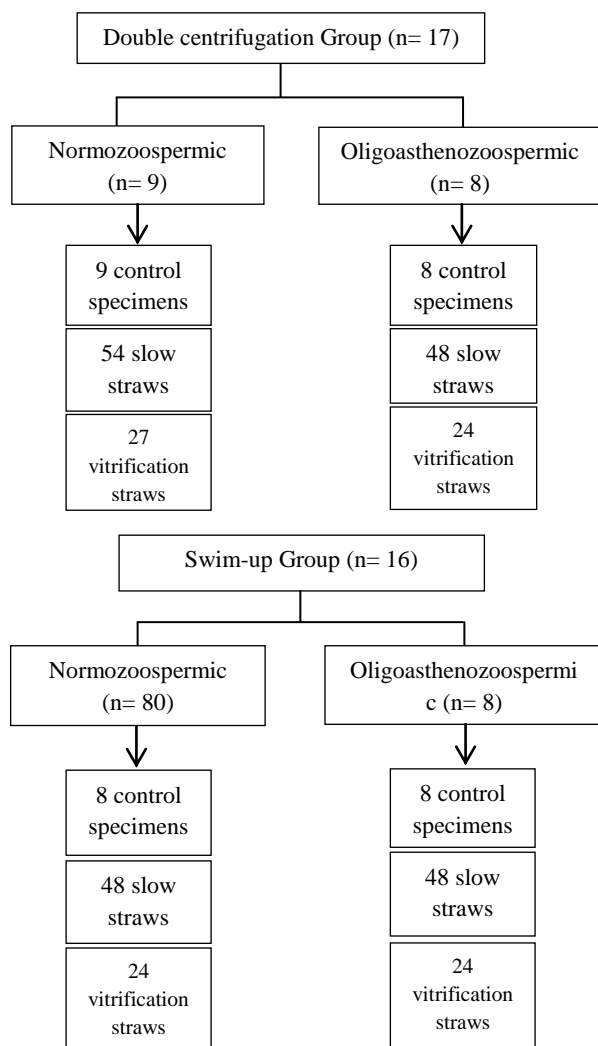 Double centrifugation Group (n= 17)
Normozoospermic
(n= 9)
Oligoasthenozoospermic
(n= 8)
9 control
specimens
8 control
specimens
54 slow
straws
48 slow
straws
27
vitrification
straws
24
vitrification
straws
Swim-up Group (n= 16)
Normozoospermic
(n= 80)
Oligoasthenozoospermi
c (n= 8)
8 control
specimens
8 control
specimens
48 slow
straws
48 slow
straws
24
vitrification
straws
24
vitrification
straws